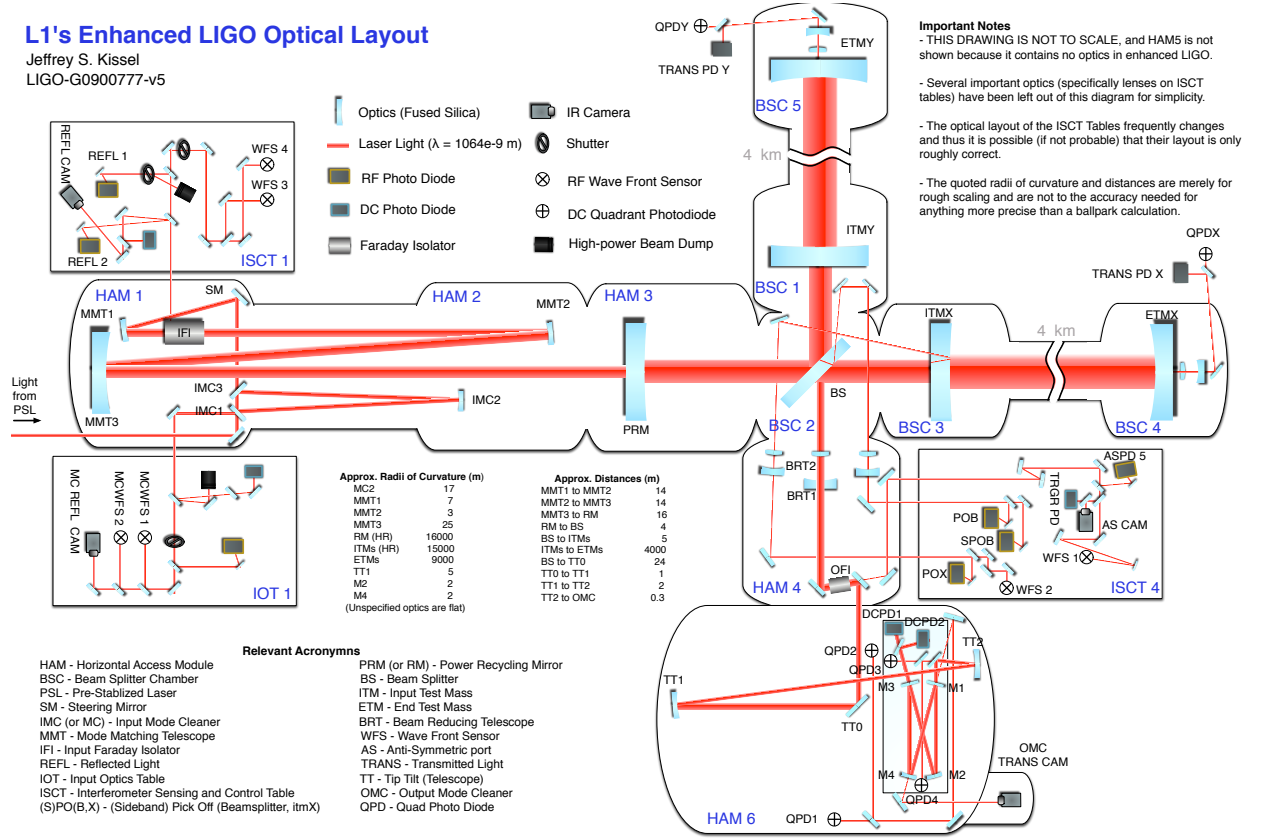 L1's Enhanced LIGO Optical Layout
Jeffrey S. Kissel
LIGO-G0900777-v5
Important Notes
- THIS DRAWING IS NOT TO SCALE, and HAM5 is not
shown because it contains no optics in enhanced LIGO.
- Several important optics (specifically lenses on ISCT
tables) have been left out of this diagram for simplicity.
- The optical layout of the ISCT Tables frequently changes
and thus it is possible (if not probable) that their layout is only
roughly correct.
- The quoted radii of curvature and distances are merely for
rough scaling and are not to the accuracy needed for
anything more precise than a ballpark calculation.
Optics (Fused Silica)
Laser Light (λ = 1064e-9 m)
RF Photo Diode
DC Photo Diode
Faraday Isolator
IR Camera
Shutter
RF Wave Front Sensor
DC Quadrant Photodiode
High-power Beam Dump
QPDY
TRANS PD Y
ETMY
BSC 5
4 km
ITMY
BSC 1
REFL CAM
REFL 1
WFS 4
WFS 3
REFL 2
ISCT 1
QPDX
TRANS PD X
HAM 1
SM
HAM 2
MMT2
HAM 3
MMT1
IFI
ITMX
4 km
ETMX
Light
from
PSL
IMC3
IMC1
IMC2
MMT3
PRM
BS
BSC 2
BSC 3
BSC 4
MC REFL CAM
MCWFS 2
MCWFS 1
IOT 1
Approx. Radii of Curvature (m)
MC2 17
MMT1 7
MMT2 3
MMT3 25
RM (HR) 16000
ITMs (HR) 15000
ETMs 9000
TT1 5
M2 2
M4 2
(Unspecified optics are flat)
Approx. Distances (m)
MMT1 to MMT2 14
MMT2 to MMT3 14
MMT3 to RM 16
RM to BS 4
BS to ITMs 5
ITMs to ETMs 4000
BS to TT0 24
TT0 to TT1 1
TT1 to TT2 2
TT2 to OMC 0.3
BRT2
BRT1
OFI
HAM 4
ASPD 5
TRGR PD
AS CAM
POB
SPOB
WFS 1
POX
WFS 2
ISCT 4
DCPD1
DCPD2
QPD2
QPD3
TT2
TT1
M3
M1
TT0
M4
M2
QPD4
QPD1
OMC
TRANS CAM
HAM 6
Relevant Acronymns
HAM - Horizontal Access Module
BSC - Beam Splitter Chamber
PSL - Pre-Stablized Laser
SM - Steering Mirror
IMC (or MC) - Input Mode Cleaner
MMT - Mode Matching Telescope
IFI - Input Faraday Isolator
REFL - Reflected Light
IOT - Input Optics Table
ISCT - Interferometer Sensing and Control Table
(S)PO(B,X) - (Sideband) Pick Off (Beamsplitter, itmX)
PRM (or RM) - Power Recycling Mirror
BS - Beam Splitter
ITM - Input Test Mass
ETM - End Test Mass
BRT - Beam Reducing Telescope
WFS - Wave Front Sensor
AS - Anti-Symmetric port
TRANS - Transmitted Light
TT - Tip Tilt (Telescope)
OMC - Output Mode Cleaner
QPD - Quad Photo Diode